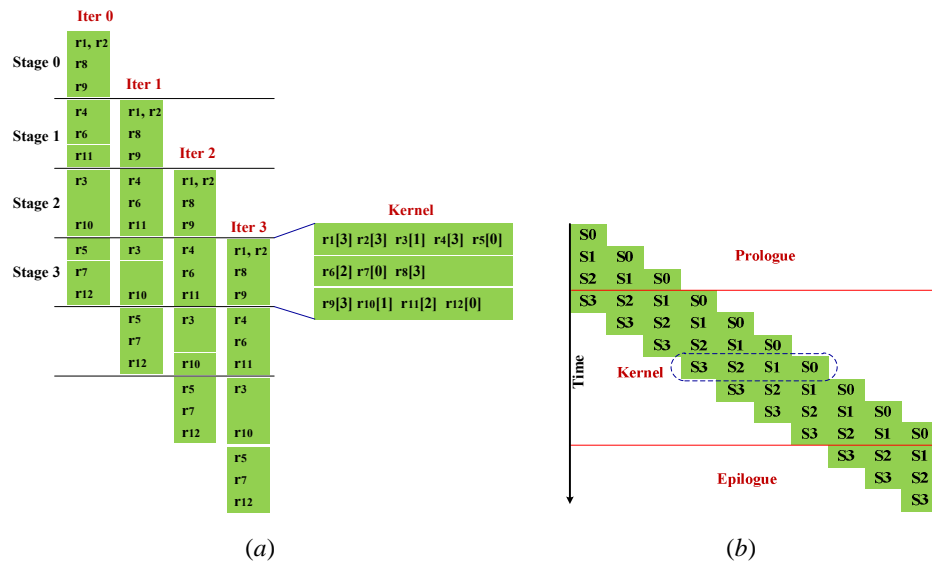 Iter 0
r1, r2
Stage 0 r8
r9
Iter 1
r4 r1, r2
Stage 1 r6 r8
r11 r9
Iter 2
r3 r4 r1, r2
Stage 2 r6 r8
r10 r11 r9
Iter 3
r5 r3 r4 r1, r2
Stage 3 r7 r6 r8
r12 r10 r11 r9
r5 r3 r4
r7 r6
r12 r10 r11
r5 r3
r7
r12 r10
r5
r7
r12
Kernel
r1[3] r2[3] r3[1] r4[3] r5[0]
r6[2] r7[0] r8[3]
r9[3] r10[1] r11[2] r12[0]
(a)
S0
S1 S0
Prologue
S2 S1 S0
S3 S2 S1 S0
S3 S2 S1 S0
S3 S2 S1 S0
Time
Kernel
S3 S2 S1 S0
S3 S2 S1 S0
S3 S2 S1 S0
S3 S2 S1 S0
S3 S2 S1
Epilogue
S3 S2
S3
(b)